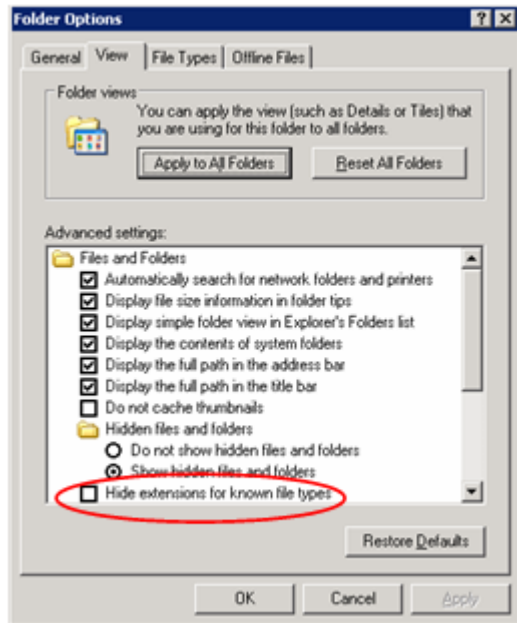 Folder Options
General
View
File Types
Offline Files
Folder views
You can apply the view (such as Details or Tiles) that
you are using for this folder to all folders.
Apply to All Folders
Reset All Folders
Advanced settings:
Files and Folders
Automatically search for network folders and printers
Display file size information in folder tips
Display simple folder view in Explorer's Folders list
Display the contents of system folders
Display the full path in the address bar
Display the full path in the title bar
Do not cache thumbnails
Hidden files and folders
Do not show hidden files and folders
Show hidden files and folders
Hide extensions for known file types
Restore Defaults
OK
Cancel
Apply